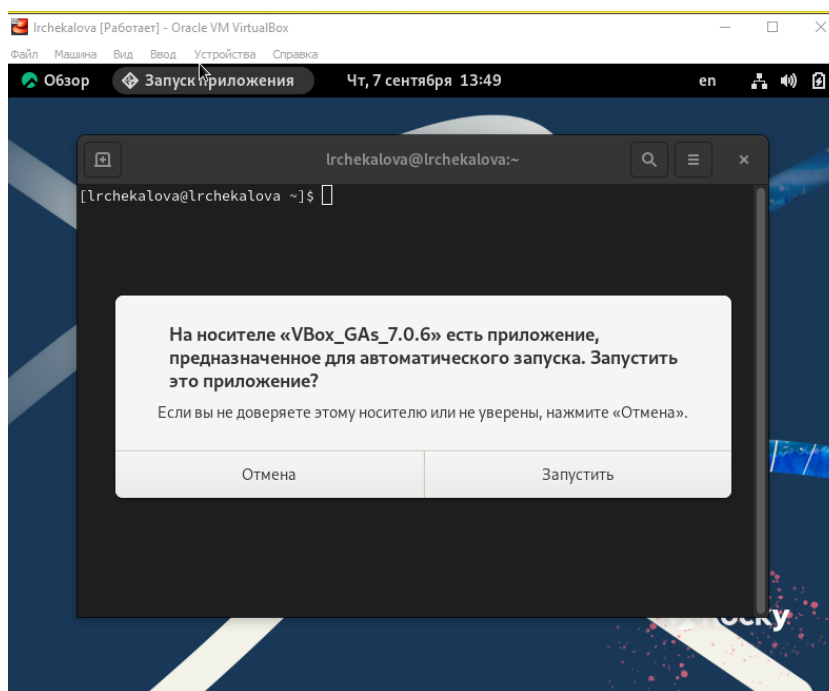 lrchekalova [Работает] - Oracle VM VirtualBox
Файл Машина Вид Ввод Устройства Справка
Обзор Запуск приложения Чт, 7 сентября 13:49 en
lrchekalova@lrchekalova:~
[lrchekalova@lrchekalova ~]$
На носителе «VBox_GAs_7.0.6» есть приложение,
предназначенное для автоматического запуска. Запустить
это приложение?
Если вы не доверяете этому носителю или не уверены, нажмите «Отмена».
Отмена Запустить